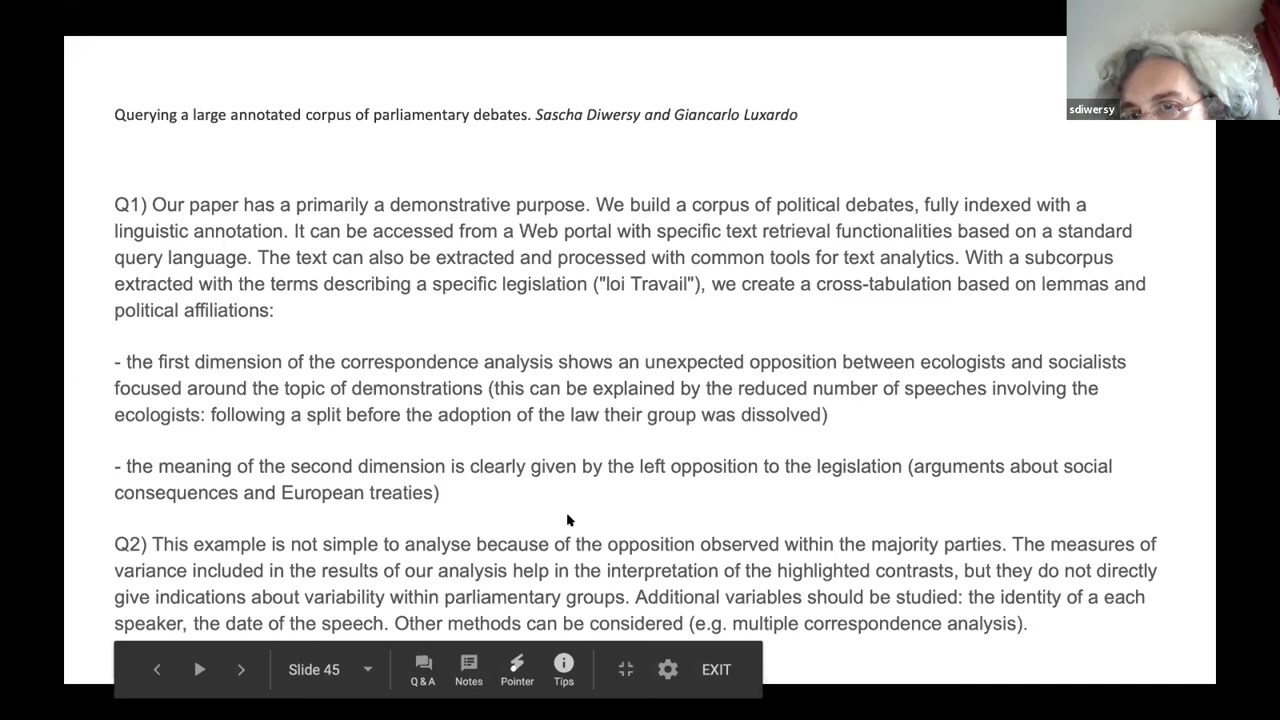 sdiwersy
Querying a large annotated corpus of parliamentary debates. Sascha Diwersy and Giancarlo Luxardo
Q1) Our paper has a primarily a demonstrative purpose. We build a corpus of political debates, fully indexed with a
linguistic annotation. It can be accessed from a Web portal with specific text retrieval functionalities based on a standard
query language. The text can also be extracted and processed with common tools for text analytics. With a subcorpus
extracted with the terms describing a specific legislation ("loi Travail"), we create a cross-tabulation based on lemmas and
political affiliations:
- the first dimension of the correspondence analysis shows an unexpected opposition between ecologists and socialists
focused around the topic of demonstrations (this can be explained by the reduced number of speeches involving the
ecologists: following a split before the adoption of the law their group was dissolved)
- the meaning of the second dimension is clearly given by the left opposition to the legislation (arguments about social
consequences and European treaties)
Q2) This example is not simple to analyse because of the opposition observed within the majority parties. The measures of
variance included in the results of our analysis help in the interpretation of the highlighted contrasts, but they do not directly
give indications about variability within parliamentary groups. Additional variables should be studied: the identity of a each
speaker, the date of the speech. Other methods can be considered (e.g. multiple correspondence analysis).
Slide 45
Q & A Notes Pointer Tips
EXIT